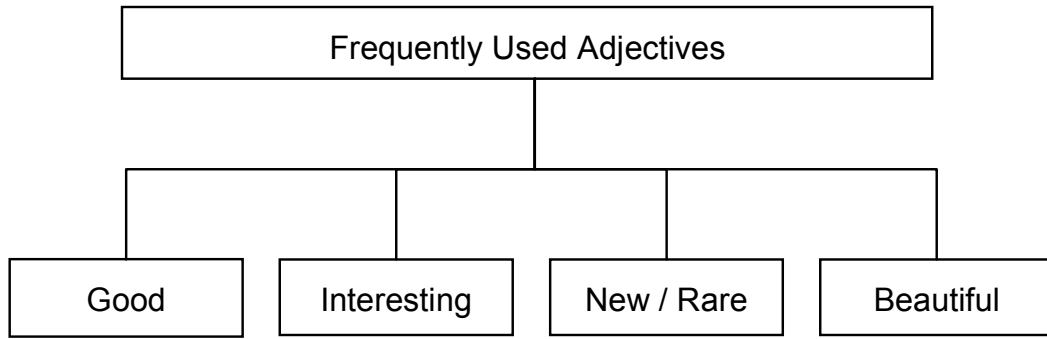 Frequently Used Adjectives
Good
Interesting
New / Rare
Beautiful